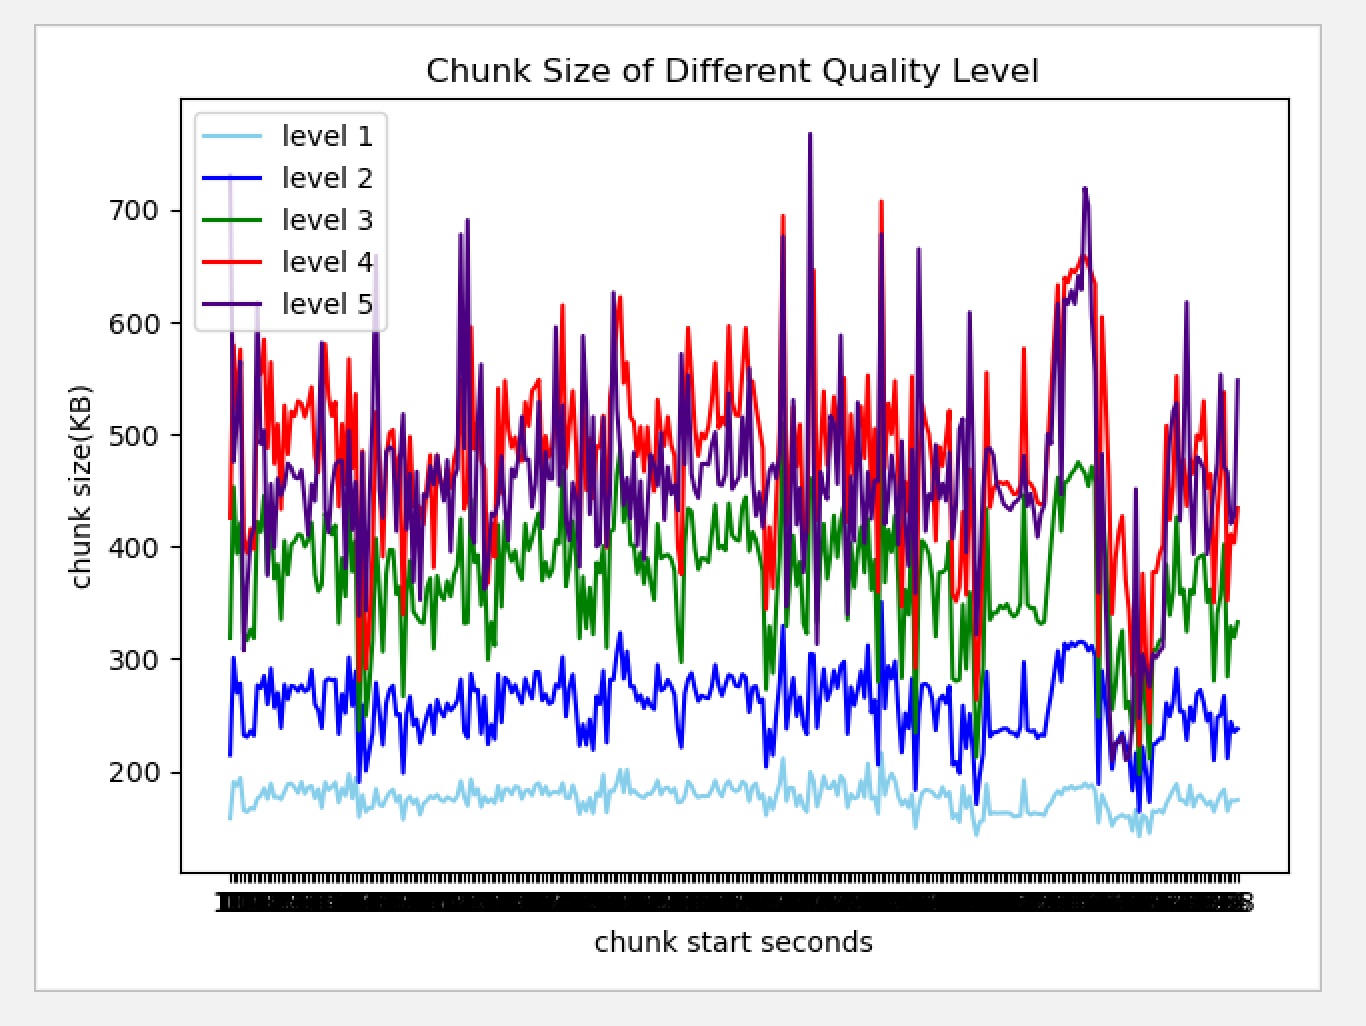 Chunk Size of Different Quality Level
level 1
level 2
level 3
level 4
level 5
700
600
500
400
300
200
chunk size(KB)
chunk start seconds